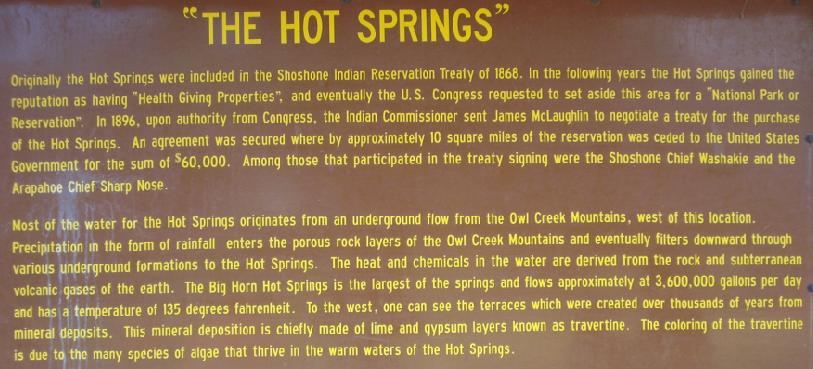 "THE HOT SPRINGS"
Originally the Hot Springs were included in the Shoshone Indian Reservation Treaty of 1868. In the following years the Hot Springs gained the
reputation as having "Health Giving Properties", and eventually the U.S. Congress requested to set aside this area for a "National Park or
Reservation". In 1896, upon authority from Congress, the Indian Commissioner sent James McLaughlin to negotiate a treaty for the purchase
of the Hot Springs. An agreement was secured where by approximately 10 square miles of the reservation was ceded to the United States
Government for the sum of $60,000. Among those that participated in the treaty signing were the Shoshone Chief Washakie and the
Arapahoe Chief Sharp Nose.
Most of the water for the Hot Springs originates from an underground flow from the Owl Creek Mountains, west of this location.
Precipitation in the form of rainfall enters the porous rock layers of the Owl Creek Mountains and eventually filters downward through
various underground formations to the Hot Springs. The heat and chemicals in the water are derived from the rock and subterranean
volcanic gases of the earth. The Big Horn Hot Springs is the largest of the springs and flows approximately at 3,600,000 gallons per day
and has a temperature of 135 degrees fahrenheit. To the west, one can see the terraces which were created over thousands of years from
mineral deposits. This mineral deposition is chiefly made of lime and gypsum layers known as travertine. The coloring of the travertine
is due to the many species of algae that thrive in the warm waters of the Hot Springs.